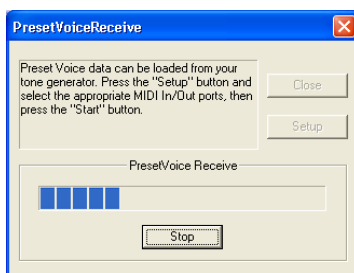 PresetVoiceReceive
Preset Voice data can be loaded from your
tone generator. Press the "Setup" button and
select the appropriate MIDI In/Out ports, then
press the "Start" button.
Close
Setup
PresetVoice Receive
Stop